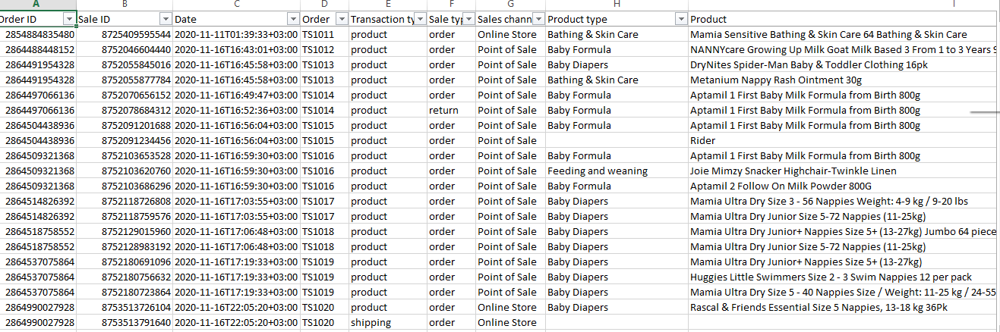 A B C D E F G H I
Order ID Sale ID Date Order Transaction ty Sale typ Sales chann Product type Product
2854884835480 8725409595544 2020-11-11T01:39:33+03:00 TS1011 product order Online Store Bathing & Skin Care Mamia Sensitive Bathing & Skin Care 64 Bathing & Skin Care
2864488448152 8752046604440 2020-11-16T16:43:01+03:00 TS1012 product order Point of Sale Baby Formula NANNYcare Growing Up Milk Goat Milk Based 3 From 1 to 3 Years 9
2864491954328 8752055845016 2020-11-16T16:45:58+03:00 TS1013 product order Point of Sale Baby Diapers DryNites Spider-Man Baby & Toddler Clothing 16pk
2864491954328 8752055877784 2020-11-16T16:45:58+03:00 TS1013 product order Point of Sale Bathing & Skin Care Metanium Nappy Rash Ointment 30g
2864497066136 8752070656152 2020-11-16T16:49:47+03:00 TS1014 product order Point of Sale Baby Formula Aptamil 1 First Baby Milk Formula from Birth 800g
2864497066136 8752078684312 2020-11-16T16:52:36+03:00 TS1014 product return Point of Sale Baby Formula Aptamil 1 First Baby Milk Formula from Birth 800g
2864504438936 8752091201688 2020-11-16T16:56:04+03:00 TS1015 product order Point of Sale Baby Formula Aptamil 1 First Baby Milk Formula from Birth 800g
2864504438936 8752091234456 2020-11-16T16:56:04+03:00 TS1015 product order Point of Sale Rider
2864509321368 8752103653528 2020-11-16T16:59:30+03:00 TS1016 product order Point of Sale Baby Formula Aptamil 1 First Baby Milk Formula from Birth 800g
2864509321368 8752103620760 2020-11-16T16:59:30+03:00 TS1016 product order Point of Sale Feeding and weaning Joie Mimzy Snacker Highchair-Twinkle Linen
2864509321368 8752103686296 2020-11-16T16:59:30+03:00 TS1016 product order Point of Sale Baby Formula Aptamil 2 Follow On Milk Powder 800G
2864514826392 8752118726808 2020-11-16T17:03:55+03:00 TS1017 product order Point of Sale Baby Diapers Mamia Ultra Dry Size 3 - 56 Nappies Weight: 4-9 kg / 9-20 lbs
2864514826392 8752118759576 2020-11-16T17:03:55+03:00 TS1017 product order Point of Sale Baby Diapers Mamia Ultra Dry Junior Size 5-72 Nappies (11-25kg)
2864518758552 8752129015960 2020-11-16T17:06:48+03:00 TS1018 product order Point of Sale Baby Diapers Mamia Ultra Dry Junior+ Nappies Size 5+ (13-27kg) Jumbo 64 piece
2864518758552 8752128983192 2020-11-16T17:06:48+03:00 TS1018 product order Point of Sale Baby Diapers Mamia Ultra Dry Junior Size 5-72 Nappies (11-25kg)
2864537075864 8752180691096 2020-11-16T17:19:33+03:00 TS1019 product order Point of Sale Baby Diapers Mamia Ultra Dry Junior+ Nappies Size 5+ (13-27kg)
2864537075864 8752180756632 2020-11-16T17:19:33+03:00 TS1019 product order Point of Sale Baby Diapers Huggies Little Swimmers Size 2 - 3 Swim Nappies 12 per pack
2864537075864 8752180723864 2020-11-16T17:19:33+03:00 TS1019 product order Point of Sale Baby Diapers Mamia Ultra Dry Size 5 - 40 Nappies Size / Weight: 11-25 kg / 24-55
2864990027928 8753513726104 2020-11-16T22:05:20+03:00 TS1020 product order Online Store Baby Diapers Rascal & Friends Essential Size 5 Nappies, 13-18 kg 36Pk
2864990027928 8753513791640 2020-11-16T22:05:20+03:00 TS1020 shipping order Online Store